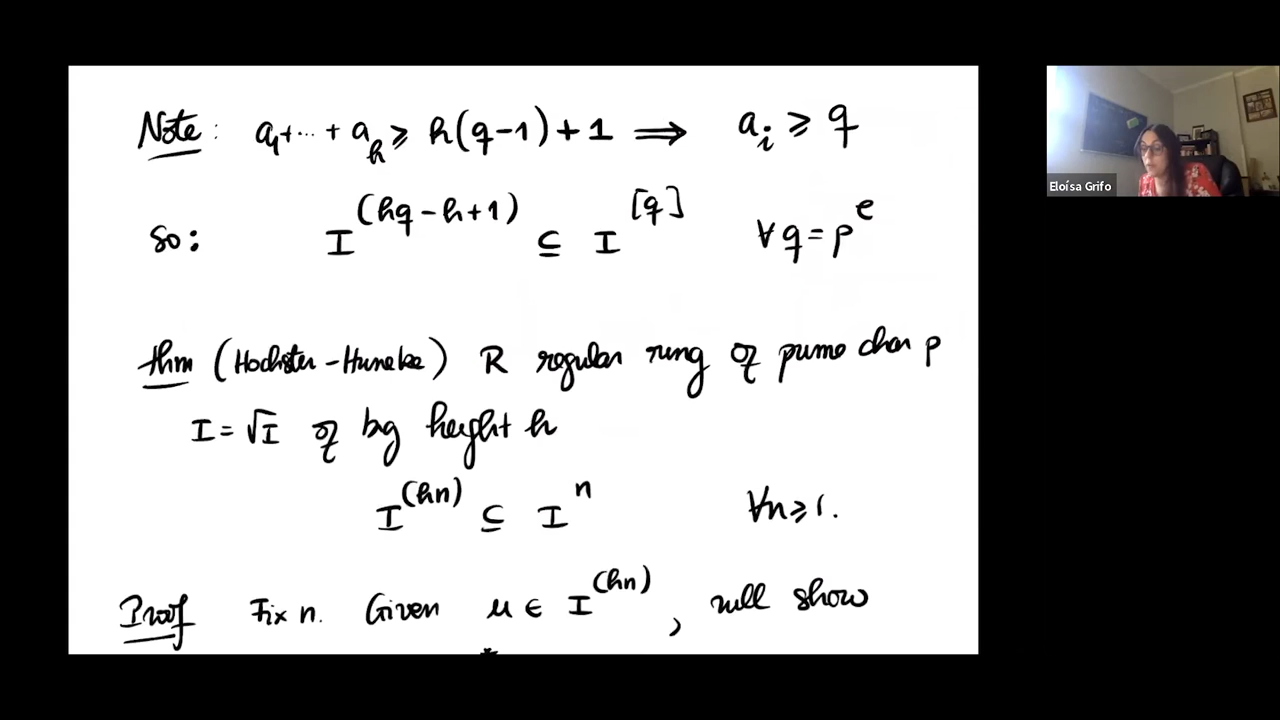 Note: a₁+⋯+a_h ≥ h(q−1)+1 ⟹ a_i ≥ q
So: I^(hq−h+1) ⊆ I^[q] ∀q=p^e
Thm (Hochster–Huneke) R regular ring of prime char p
I=√I of big height h
I^(hn) ⊆ I^n ∀n≥1.
Proof Fix n. Given u ∈ I^(hn), will show
Eloísa Grifo